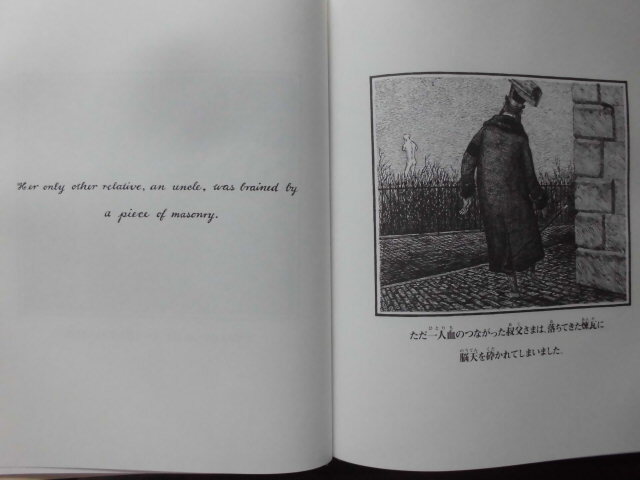 Her only other relative, an uncle, was brained by
a piece of masonry.
ただ一人血のつながった叔父さまは、落ちてきた煉瓦に
脳天を砕かれてしまいました。